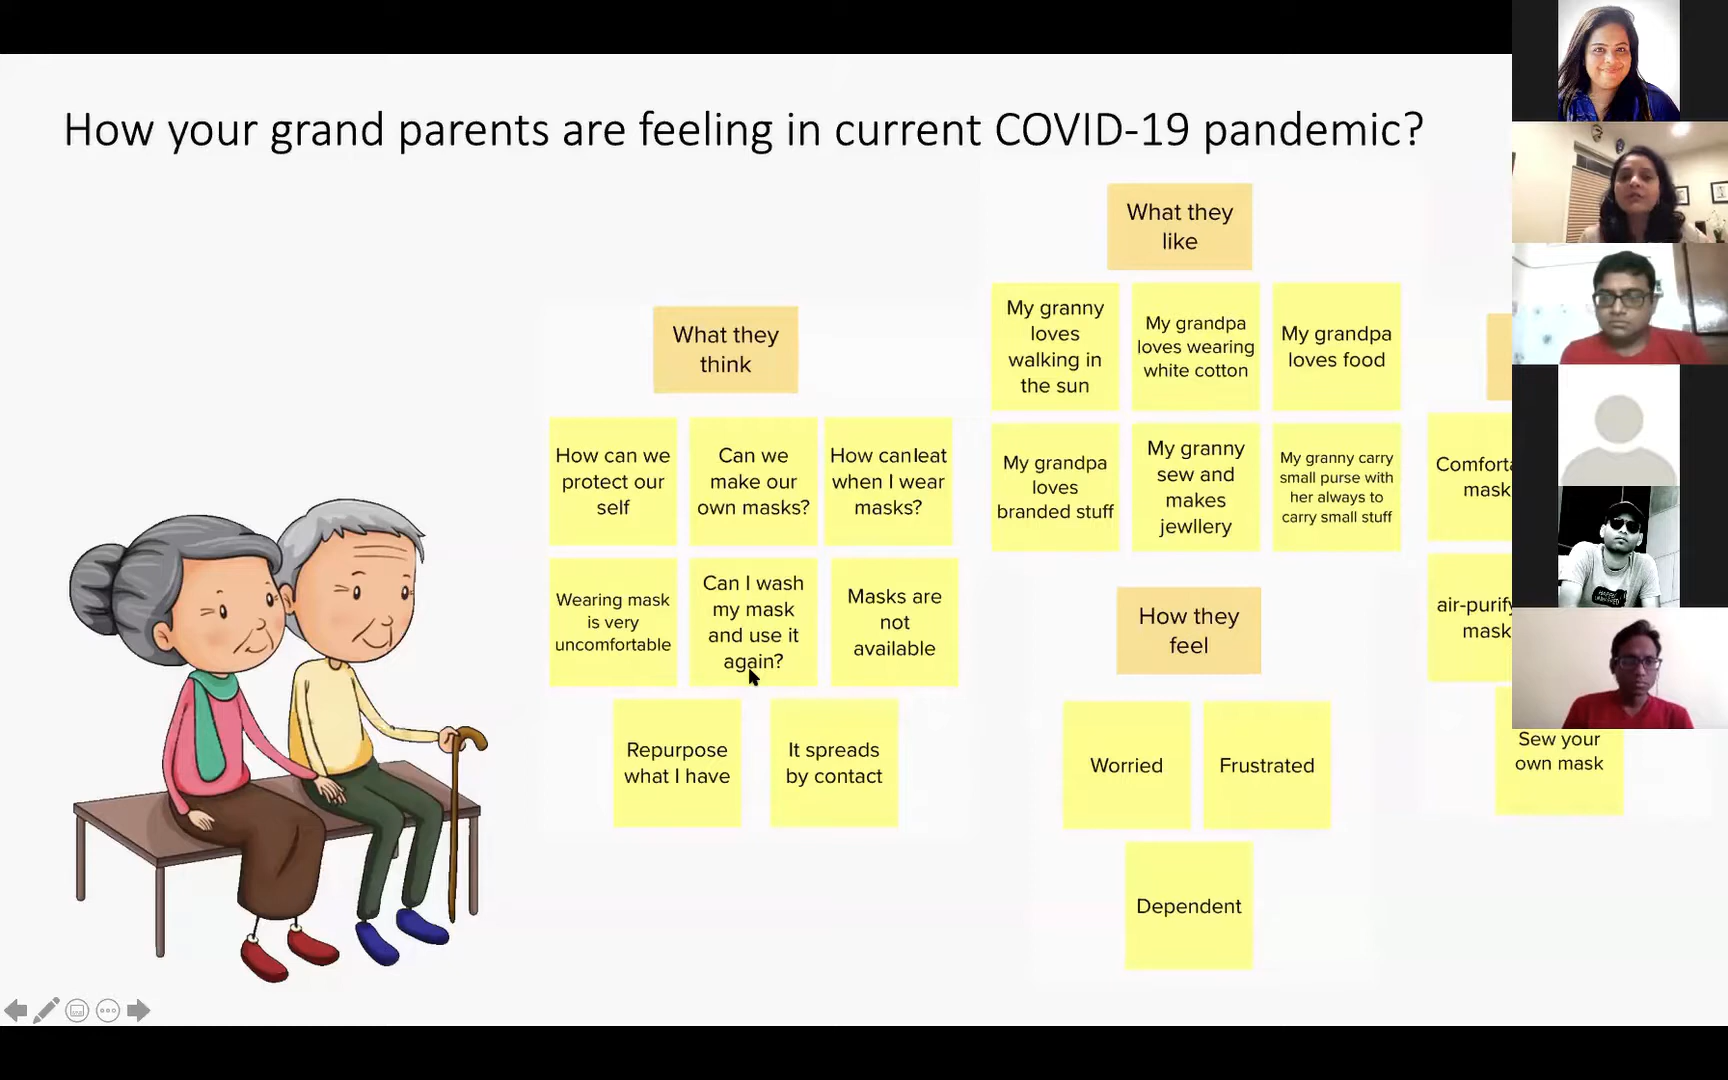 How your grand parents are feeling in current COVID-19 pandemic?
What they
think
How can we
protect our
self
Can we
make our
own masks?
How canIeat
when I wear
masks?
Wearing mask
is very
uncomfortable
Can I wash
my mask
and use it
again?
Masks are
not
available
Repurpose
what I have
It spreads
by contact
What they
like
My granny
loves
walking in
the sun
My grandpa
loves wearing
white cotton
My grandpa
loves food
My grandpa
loves
branded stuff
My granny
sew and
makes
jewllery
My granny carry
small purse with
her always to
carry small stuff
How they
feel
Worried
Frustrated
Dependent
mask
air-purify
mask
Sew your
own mask